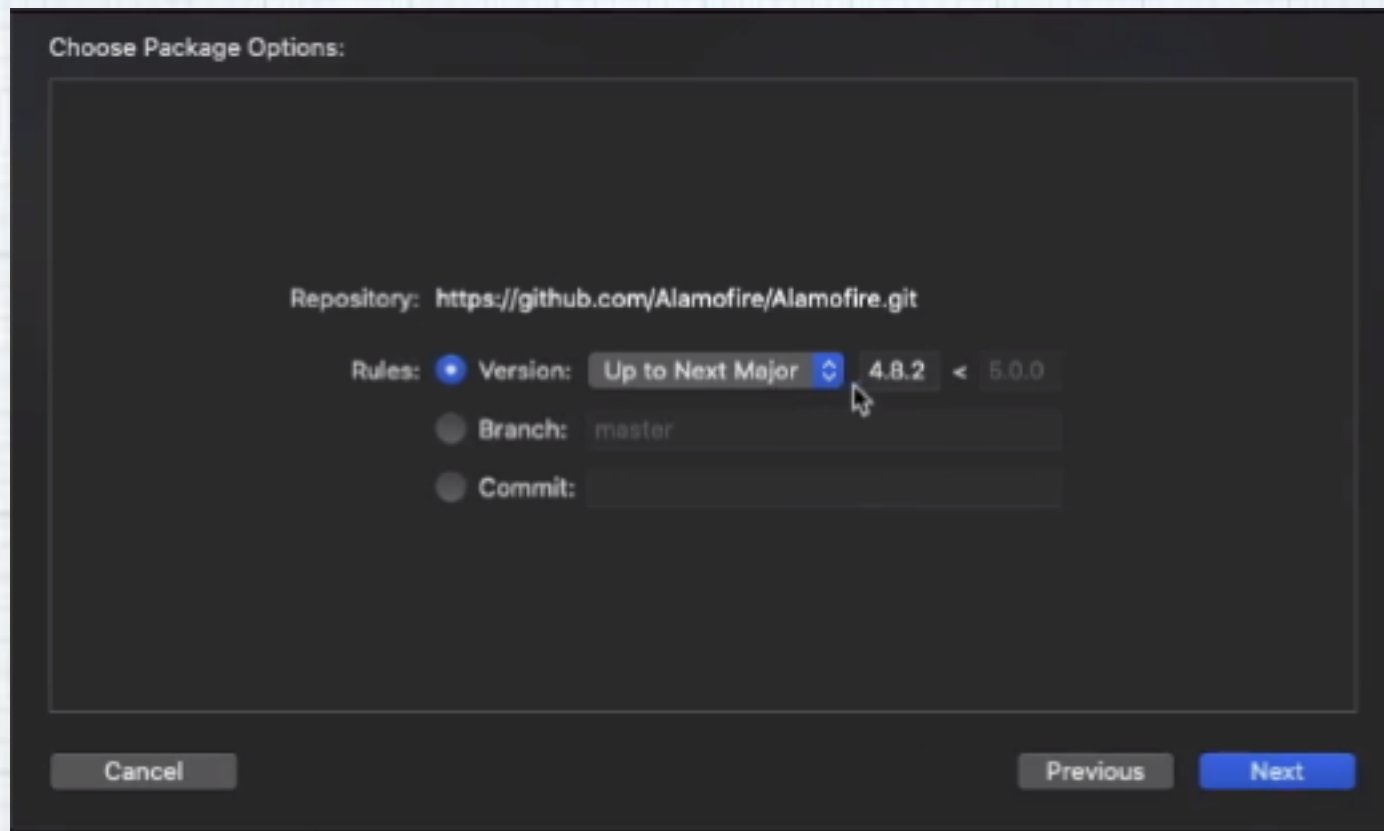 Choose Package Options:
Repository: https://github.com/Alamofire/Alamofire.git
Rules: Version: Up to Next Major 4.8.2 < 5.0.0
Branch: master
Commit:
Cancel Previous Next